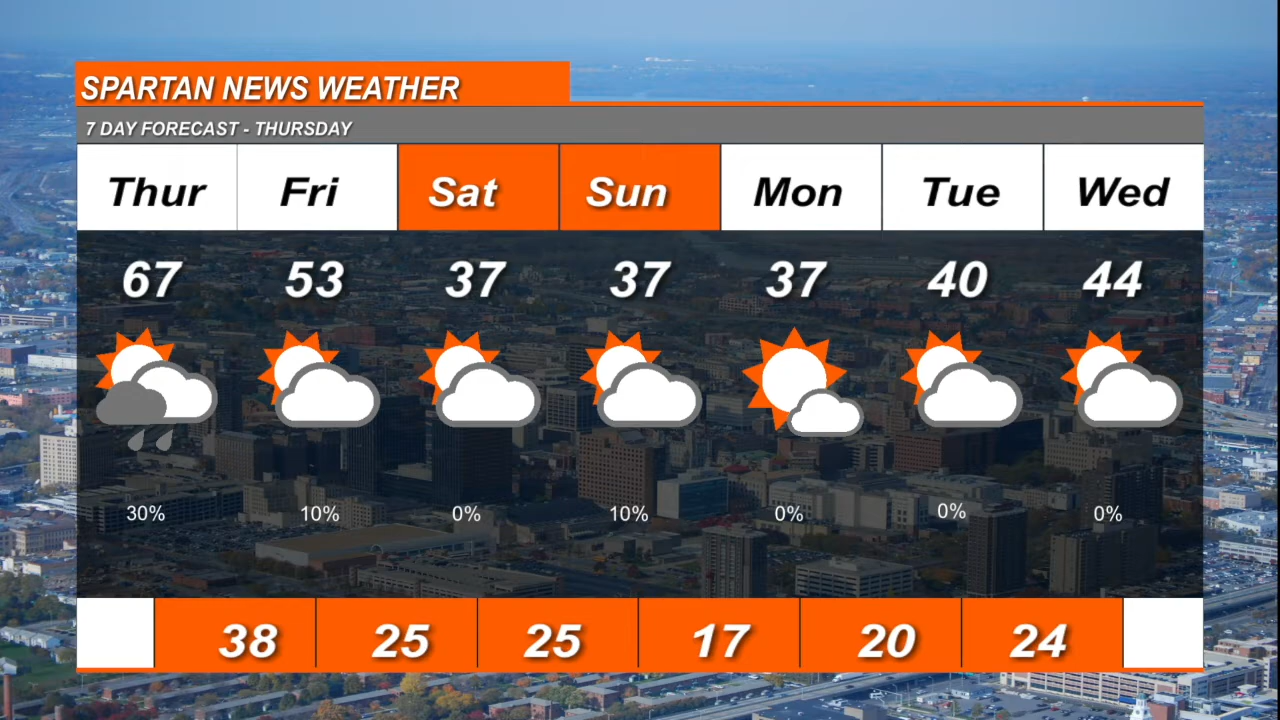 SPARTAN NEWS WEATHER
7 DAY FORECAST - THURSDAY
Thur Fri Sat Sun Mon Tue Wed
67 53 37 37 37 40 44
30% 10% 0% 10% 0% 0% 0%
38 25 25 17 20 24